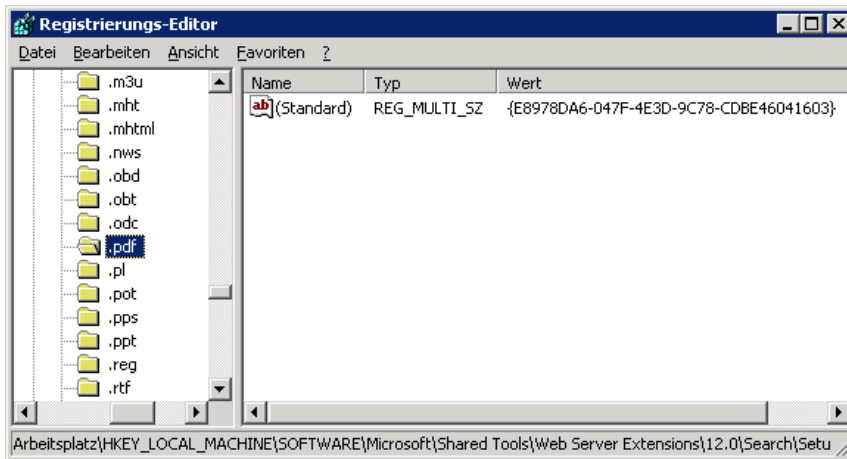 Registrierungs-Editor
Datei Bearbeiten Ansicht Favoriten ?
.m3u
.mht
.mhtml
.nws
.obd
.obt
.odc
.pdf
.pl
.pot
.pps
.ppt
.reg
.rtf
Name Typ Wert
ab (Standard) REG_MULTI_SZ {E8978DA6-047F-4E3D-9C78-CDBE46041603}
Arbeitsplatz\HKEY_LOCAL_MACHINE\SOFTWARE\Microsoft\Shared Tools\Web Server Extensions\12.0\Search\Setu